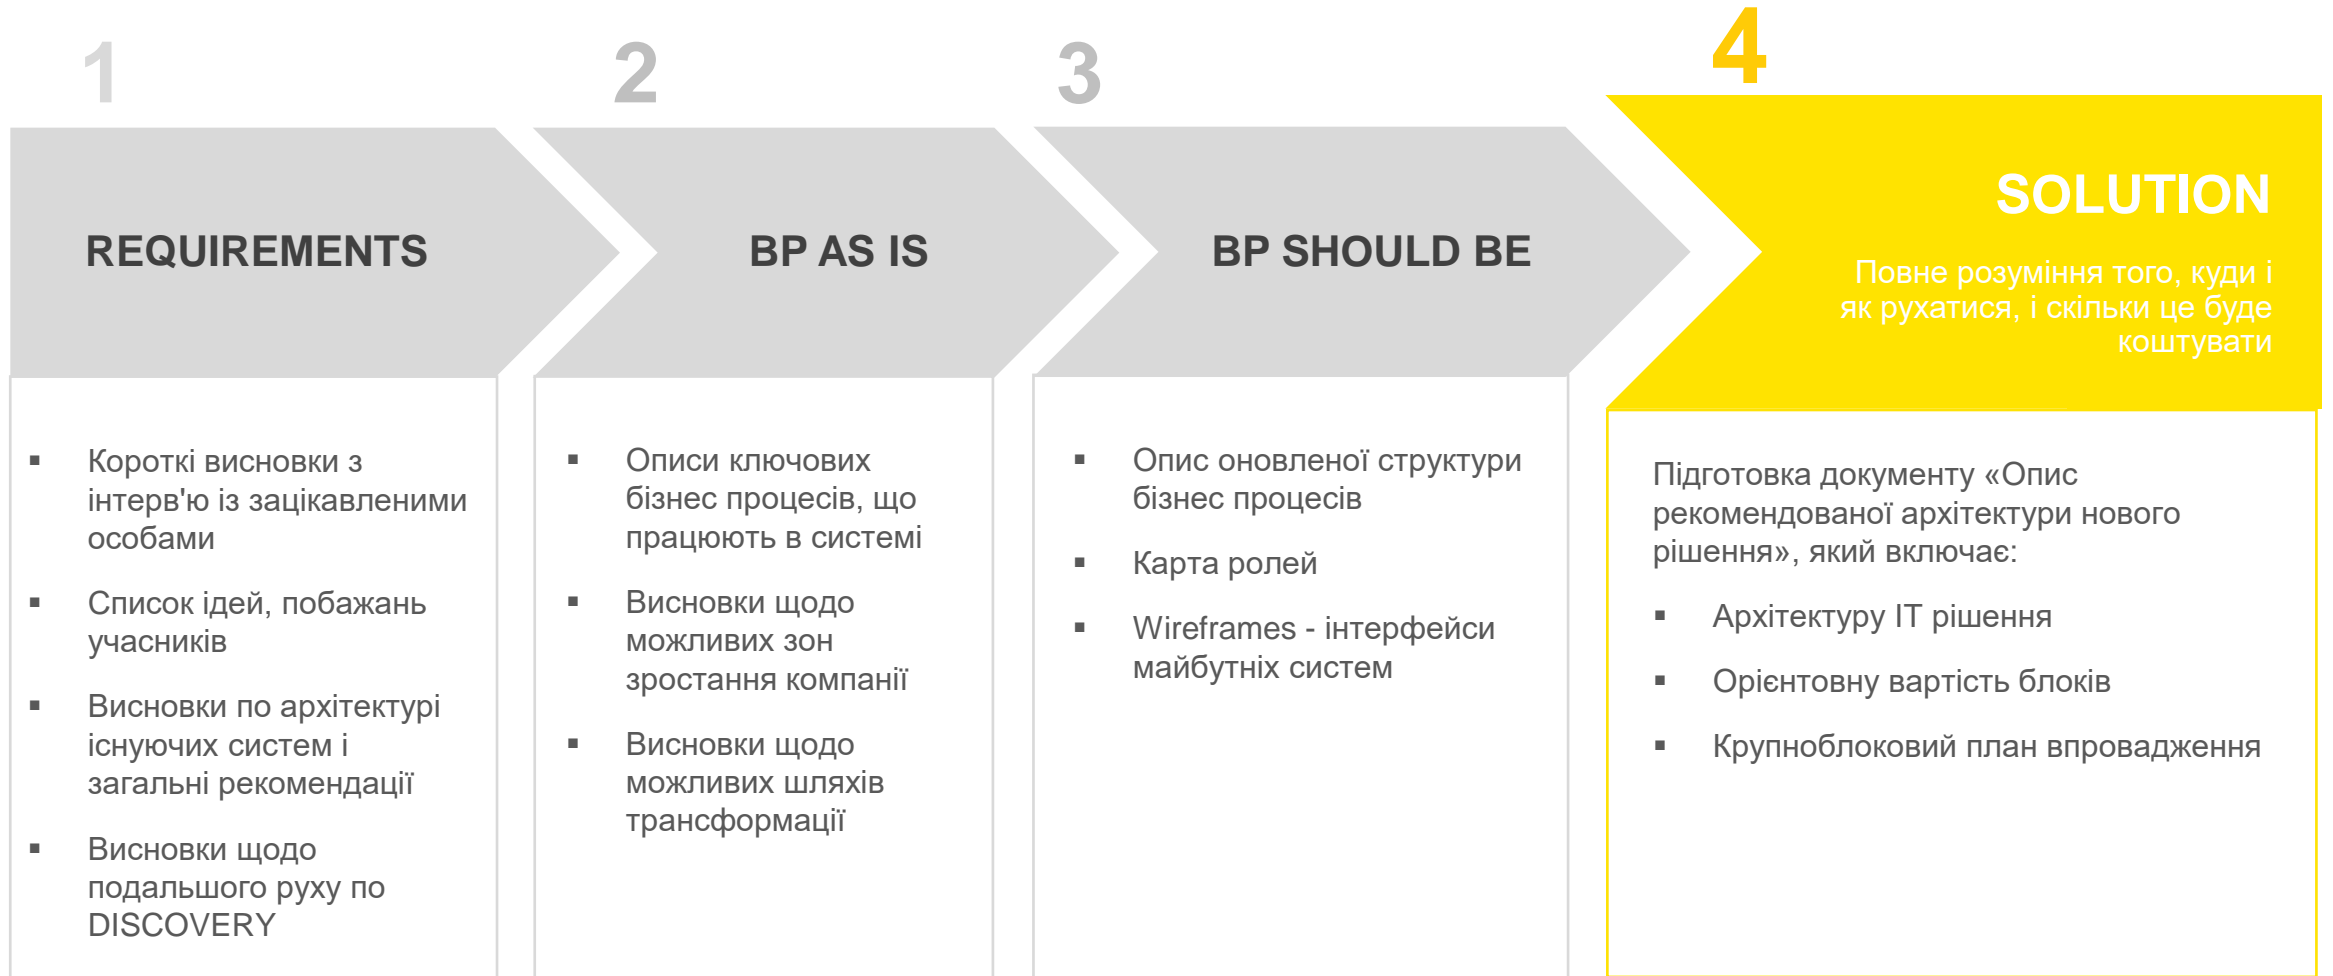 1
REQUIREMENTS
Короткі висновки з
інтерв'ю із зацікавленими
особами
Список ідей, побажань
учасників
Висновки по архітектурі
існуючих систем і
загальні рекомендації
Висновки щодо
подальшого руху по
DISCOVERY
2
BP AS IS
Описи ключових
бізнес процесів, що
працюють в системі
Висновки щодо
можливих зон
зростання компанії
Висновки щодо
можливих шляхів
трансформації
3
BP SHOULD BE
Опис оновленої структури
бізнес процесів
Карта ролей
Wireframes - інтерфейси
майбутніх систем
4
SOLUTION
Повне розуміння того, куди і
як рухатися, і скільки це буде
коштувати
Підготовка документу «Опис
рекомендованої архітектури нового
рішення», який включає:
Архітектуру ІТ рішення
Орієнтовну вартість блоків
Крупноблоковий план впровадження